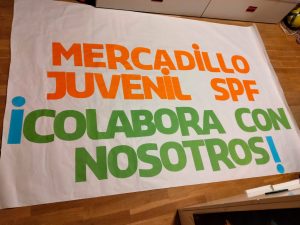 MERCADILLO
JUVENIL SPF
¡COLABORA CON
NOSOTROS!